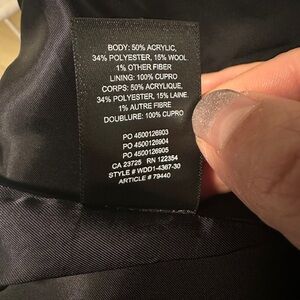 BODY: 50% ACRYLIC,
34% POLYESTER, 15% WOOL
1% OTHER FIBER
LINING: 100% CUPRO
CORPS: 50% ACRYLIQUE,
34% POLYESTER, 15% LAINE
1% AUTRE FIBRE
DOUBLURE: 100% CUPRO
PO 4500126903
PO 4500126904
PO 4500126905
CA 23725 RN 122354
STYLE # WDD1-4367-30
ARTICLE # 79440